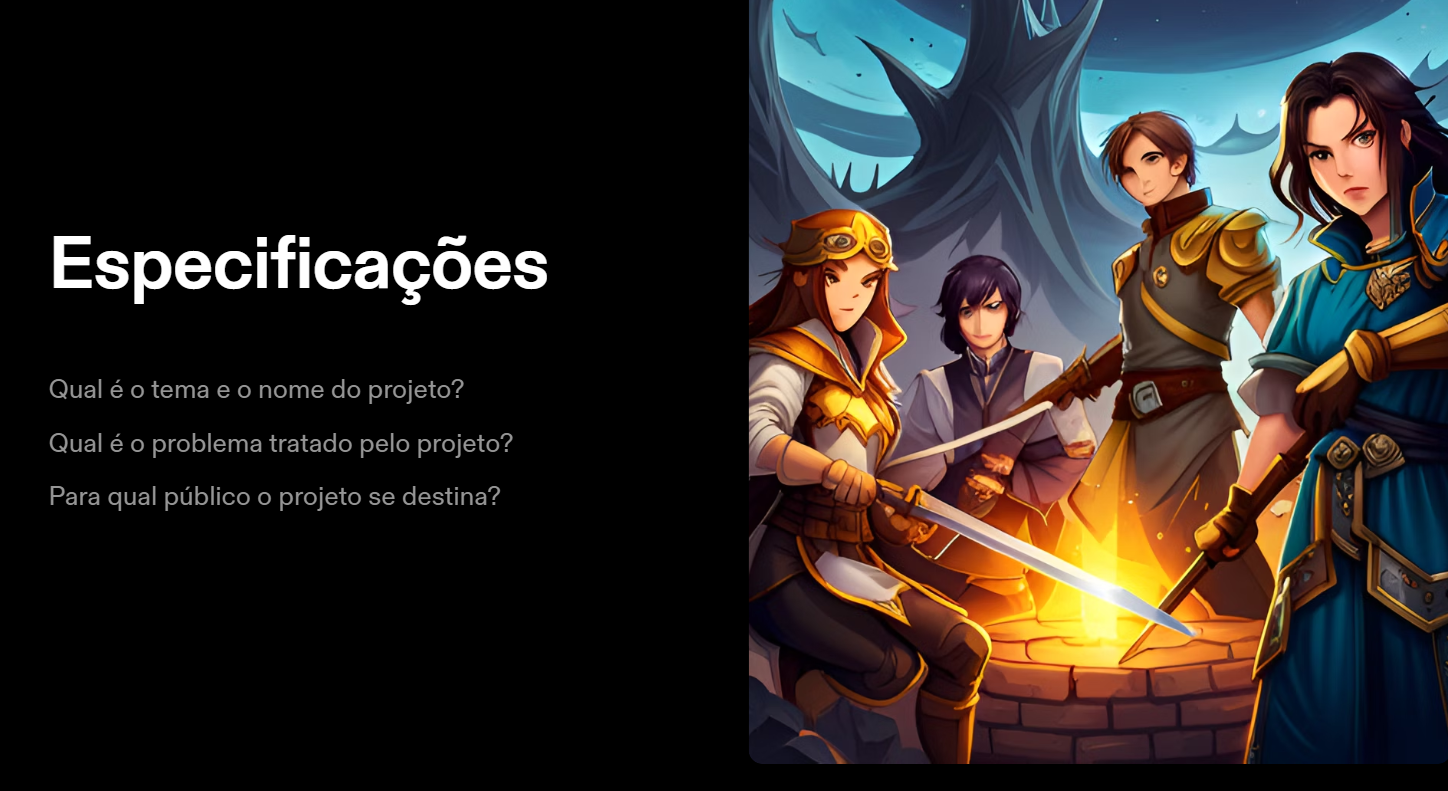 Especificações
Qual é o tema e o nome do projeto?
Qual é o problema tratado pelo projeto?
Para qual público o projeto se destina?